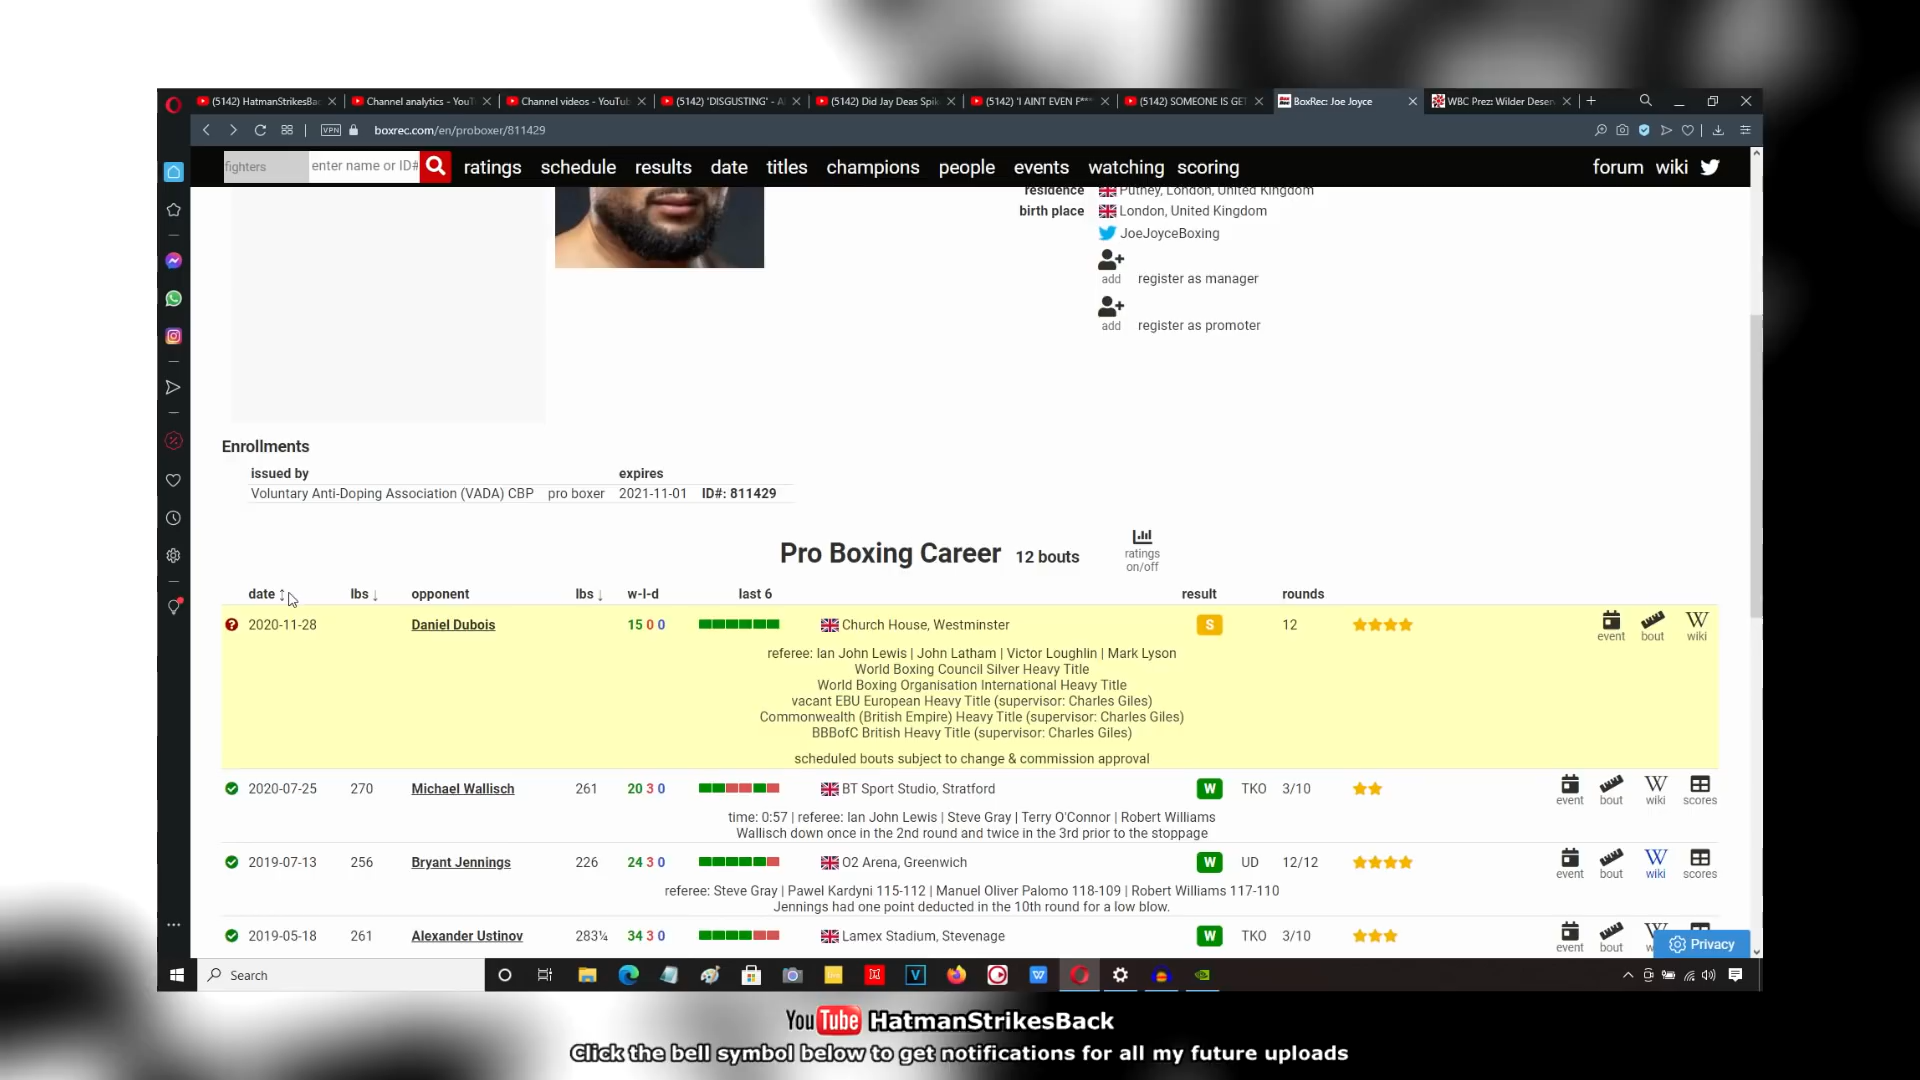 (5142) HatmanStrikesBac
Channel analytics - YouT
Channel videos - YouTub
(5142) 'DISGUSTING' - A
(5142) Did Jay Deas Spik
(5142) 'I AINT EVEN F***
(5142) SOMEONE IS GET
BoxRec: Joe Joyce
WBC Prez: Wilder Deser
VPN boxrec.com/en/proboxer/811429
fighters enter name or ID# ratings schedule results date titles champions people events watching scoring forum wiki
residence Putney, London, United Kingdom
birth place London, United Kingdom
JoeJoyceBoxing
add register as manager
add register as promoter
Enrollments
issued by expires
Voluntary Anti-Doping Association (VADA) CBP pro boxer 2021-11-01 ID#: 811429
Pro Boxing Career 12 bouts ratings on/off
date lbs opponent lbs w-l-d last 6 result rounds
2020-11-28 Daniel Dubois 15 0 0 Church House, Westminster S 12 event bout wiki
referee: Ian John Lewis | John Latham | Victor Loughlin | Mark Lyson
World Boxing Council Silver Heavy Title
World Boxing Organisation International Heavy Title
vacant EBU European Heavy Title (supervisor: Charles Giles)
Commonwealth (British Empire) Heavy Title (supervisor: Charles Giles)
BBBofC British Heavy Title (supervisor: Charles Giles)
scheduled bouts subject to change & commission approval
2020-07-25 270 Michael Wallisch 261 20 3 0 BT Sport Studio, Stratford W TKO 3/10 event bout wiki scores
time: 0:57 | referee: Ian John Lewis | Steve Gray | Terry O'Connor | Robert Williams
Wallisch down once in the 2nd round and twice in the 3rd prior to the stoppage
2019-07-13 256 Bryant Jennings 226 24 3 0 O2 Arena, Greenwich W UD 12/12 event bout wiki scores
referee: Steve Gray | Pawel Kardyni 115-112 | Manuel Oliver Palomo 118-109 | Robert Williams 117-110
Jennings had one point deducted in the 10th round for a low blow.
2019-05-18 261 Alexander Ustinov 283¼ 34 3 0 Lamex Stadium, Stevenage W TKO 3/10 event bout
Privacy
Search
YouTube HatmanStrikesBack
Click the bell symbol below to get notifications for all my future uploads